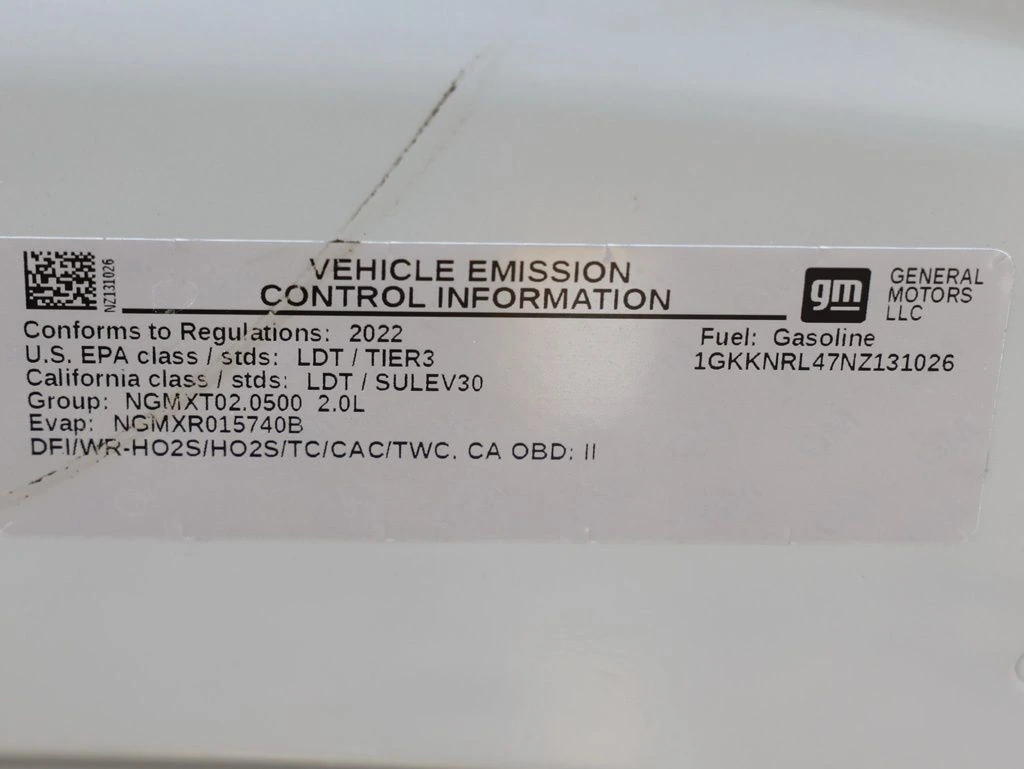 NZ131026
VEHICLE EMISSION
CONTROL INFORMATION
gm
GENERAL
MOTORS
LLC
Conforms to Regulations: 2022
U.S. EPA class / stds: LDT / TIER3
California class / stds: LDT / SULEV30
Group: NGMXT02.0500 2.0L
Evap: NGMXR015740B
DFI/WR-HO2S/HO2S/TC/CAC/TWC. CA OBD: II
Fuel: Gasoline
1GKKNRL47NZ131026